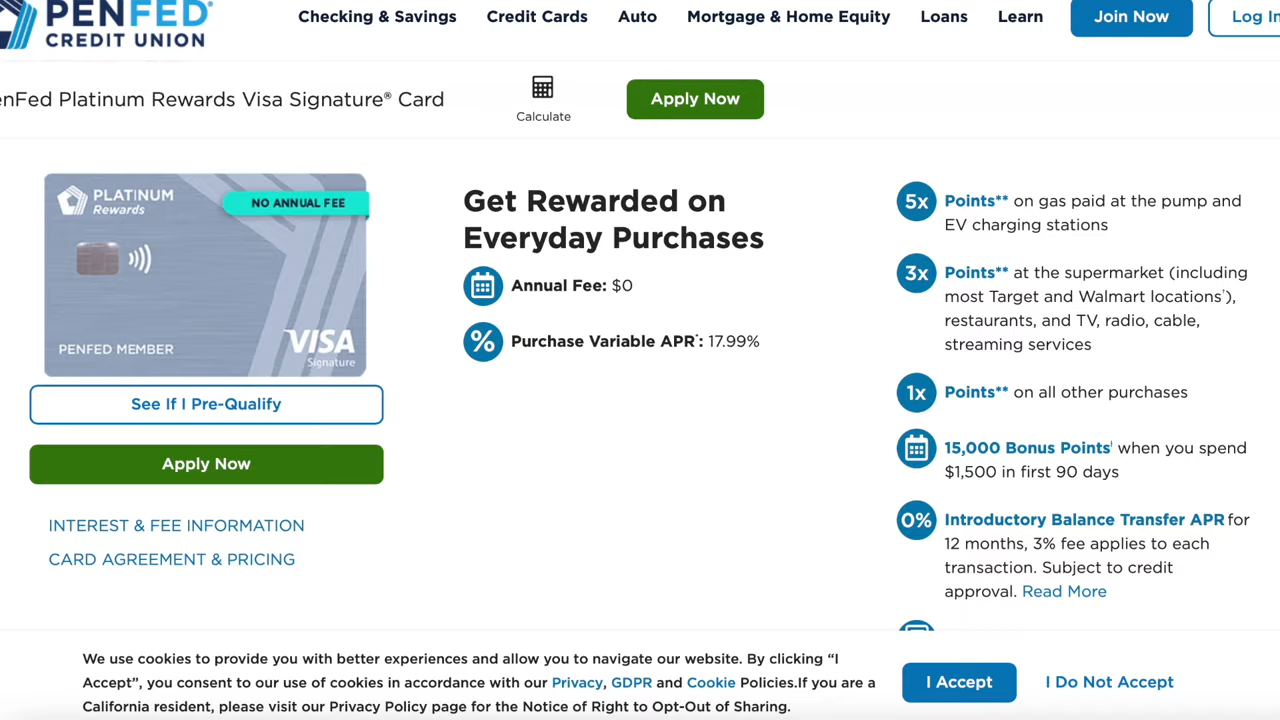 PENFED®
CREDIT UNION
Checking & Savings
Credit Cards
Auto
Mortgage & Home Equity
Loans
Learn
Join Now
Log In
enFed Platinum Rewards Visa Signature® Card
Calculate
Apply Now
PLATINUM
Rewards
NO ANNUAL FEE
PENFED MEMBER
VISA
Signature
See If I Pre-Qualify
Apply Now
INTEREST & FEE INFORMATION
CARD AGREEMENT & PRICING
Get Rewarded on
Everyday Purchases
Annual Fee: $0
% Purchase Variable APR*: 17.99%
5x Points** on gas paid at the pump and
EV charging stations
3x Points** at the supermarket (including
most Target and Walmart locations'),
restaurants, and TV, radio, cable,
streaming services
1x Points** on all other purchases
15,000 Bonus Points† when you spend
$1,500 in first 90 days
0% Introductory Balance Transfer APR for
12 months, 3% fee applies to each
transaction. Subject to credit
approval. Read More
We use cookies to provide you with better experiences and allow you to navigate our website. By clicking “I
Accept”, you consent to our use of cookies in accordance with our Privacy, GDPR and Cookie Policies.If you are a
California resident, please visit our Privacy Policy page for the Notice of Right to Opt-Out of Sharing.
I Accept
I Do Not Accept